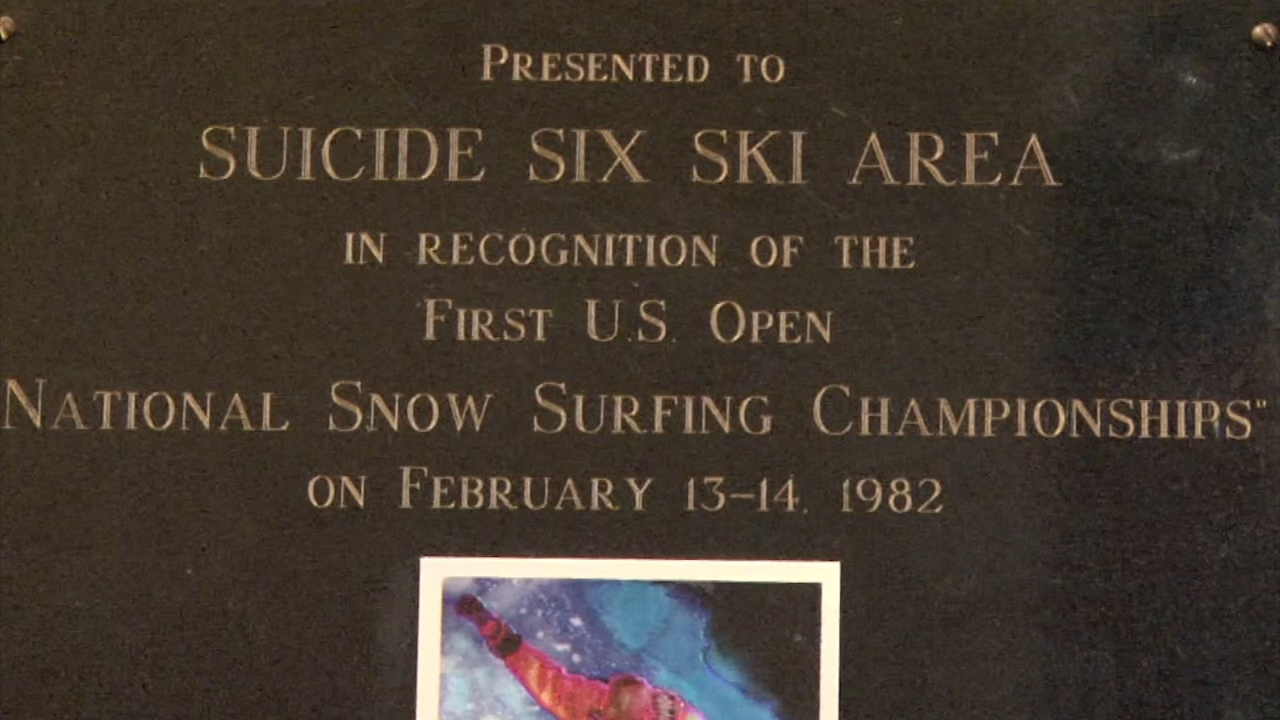 PRESENTED TO
SUICIDE SIX SKI AREA
IN RECOGNITION OF THE
FIRST U.S. OPEN
NATIONAL SNOW SURFING CHAMPIONSHIPS"
ON FEBRUARY 13-14, 1982